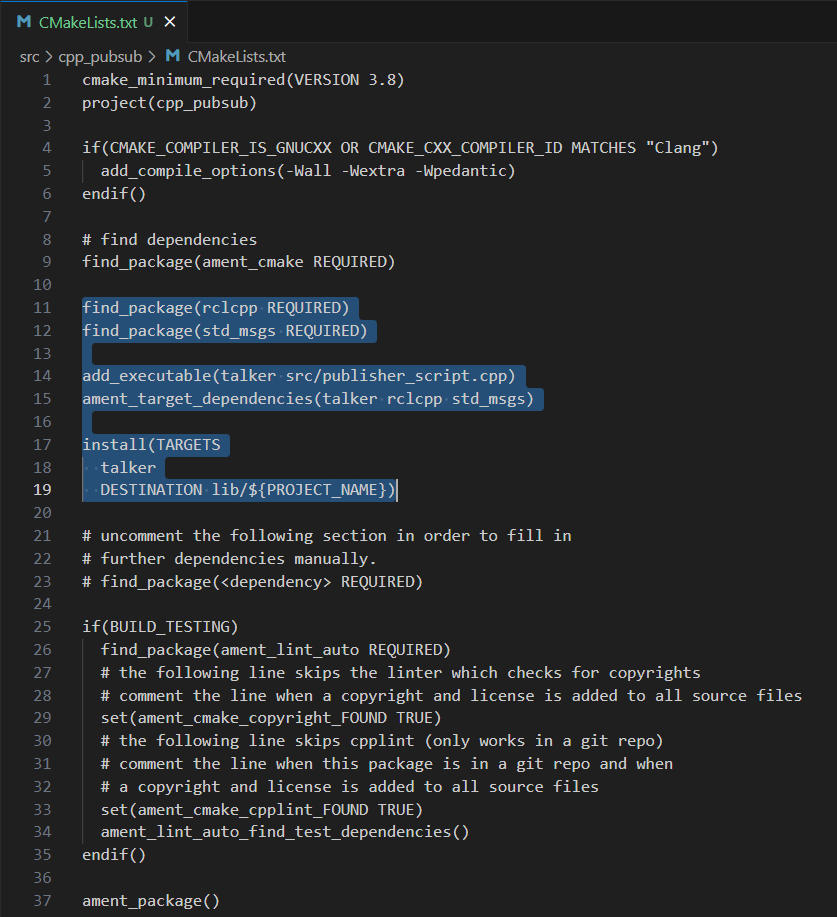 CMakeLists.txt U ×
src > cpp_pubsub > CMakeLists.txt
1 cmake_minimum_required(VERSION 3.8)
2 project(cpp_pubsub)
3
4 if(CMAKE_COMPILER_IS_GNUCXX OR CMAKE_CXX_COMPILER_ID MATCHES "Clang")
5   add_compile_options(-Wall -Wextra -Wpedantic)
6 endif()
7
8 # find dependencies
9 find_package(ament_cmake REQUIRED)
10
11 find_package(rclcpp REQUIRED)
12 find_package(std_msgs REQUIRED)
13
14 add_executable(talker src/publisher_script.cpp)
15 ament_target_dependencies(talker rclcpp std_msgs)
16
17 install(TARGETS
18   talker
19   DESTINATION lib/${PROJECT_NAME})
20
21 # uncomment the following section in order to fill in
22 # further dependencies manually.
23 # find_package(<dependency> REQUIRED)
24
25 if(BUILD_TESTING)
26   find_package(ament_lint_auto REQUIRED)
27   # the following line skips the linter which checks for copyrights
28   # comment the line when a copyright and license is added to all source files
29   set(ament_cmake_copyright_FOUND TRUE)
30   # the following line skips cpplint (only works in a git repo)
31   # comment the line when this package is in a git repo and when
32   # a copyright and license is added to all source files
33   set(ament_cmake_cpplint_FOUND TRUE)
34   ament_lint_auto_find_test_dependencies()
35 endif()
36
37 ament_package()